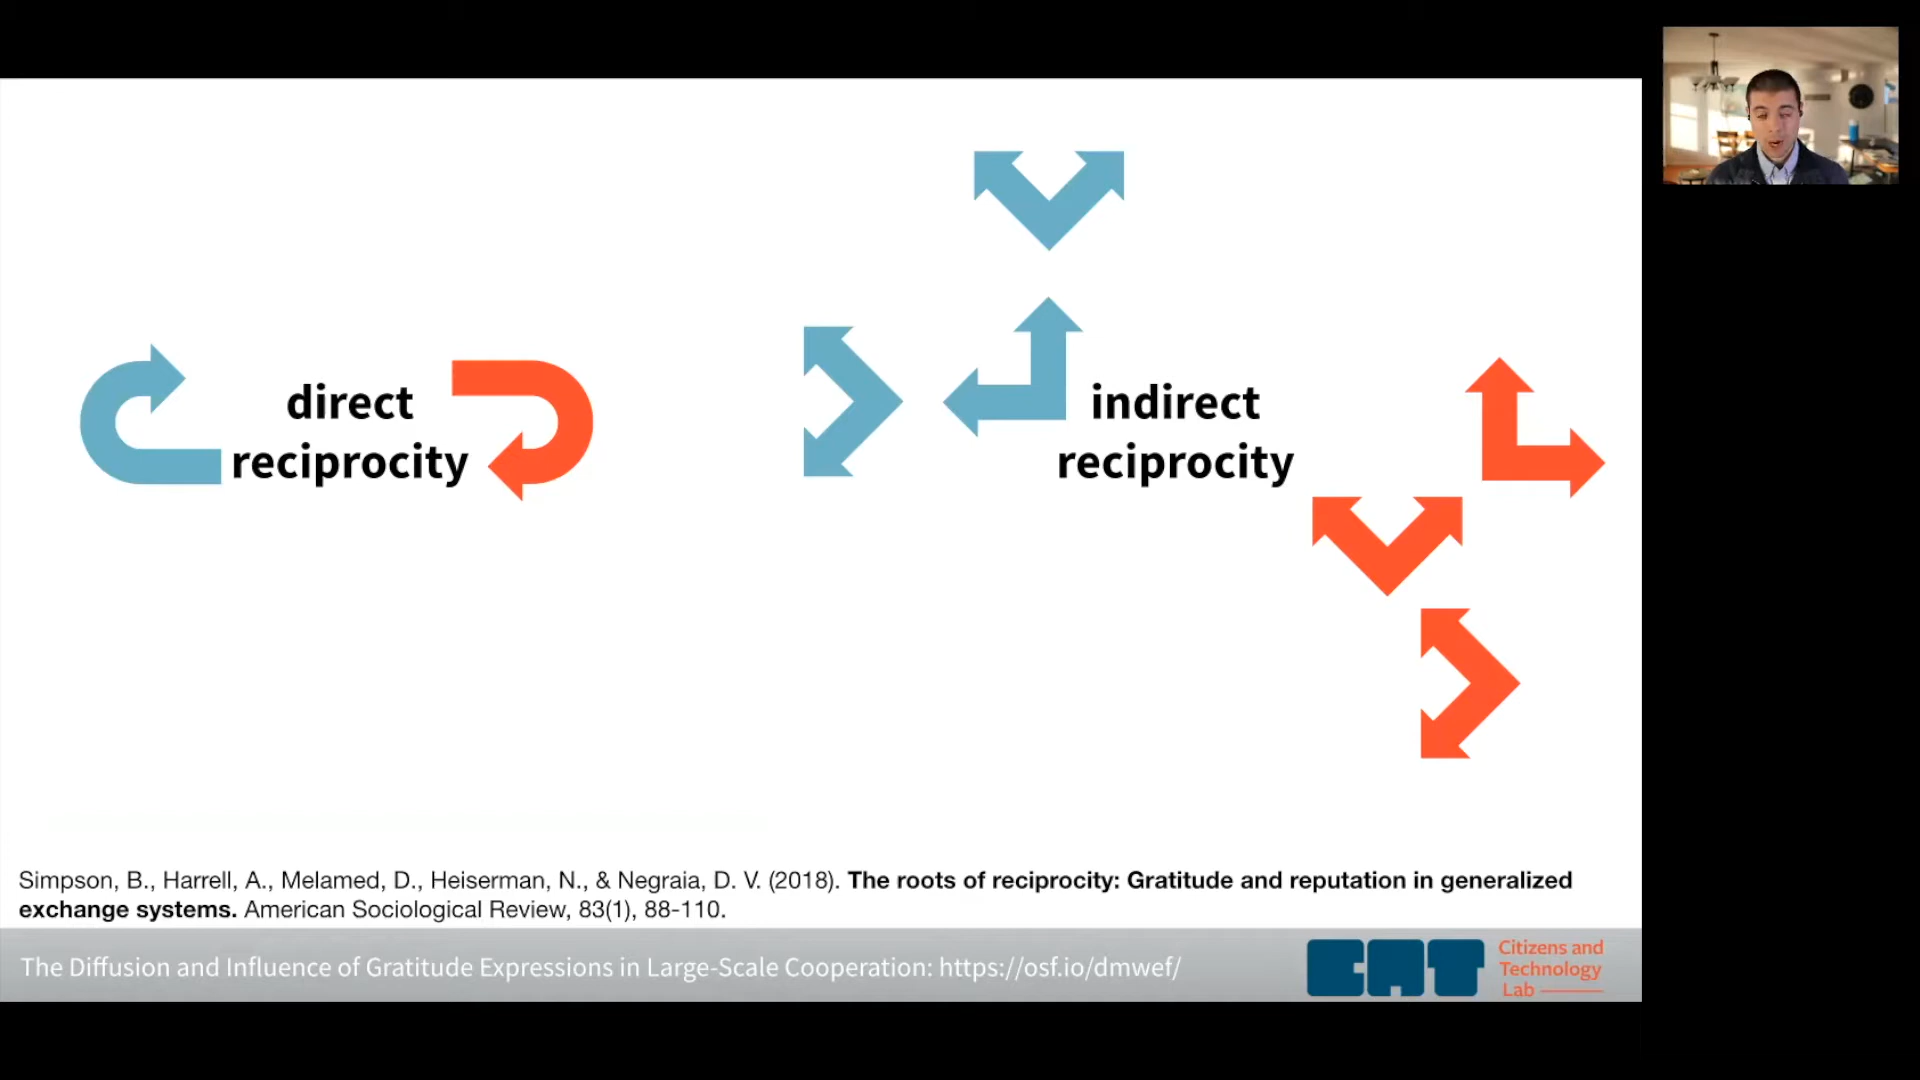 direct
reciprocity
indirect
reciprocity
Simpson, B., Harrell, A., Melamed, D., Heiserman, N., & Negraia, D. V. (2018). The roots of reciprocity: Gratitude and reputation in generalized
exchange systems. American Sociological Review, 83(1), 88-110.
The Diffusion and Influence of Gratitude Expressions in Large-Scale Cooperation: https://osf.io/dmwef/
CAT
Citizens and
Technology
Lab